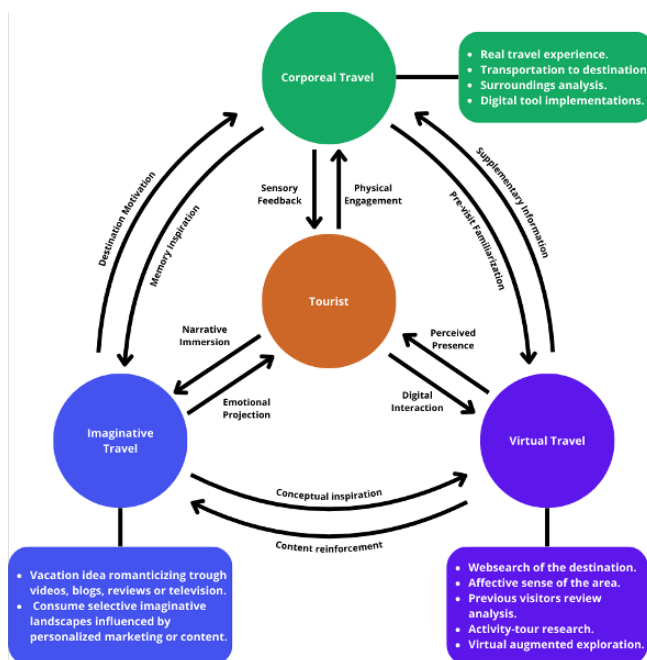 Corporeal Travel
• Real travel experience.
• Transportation to destination
• Surroundings analysis.
• Digital tool implementations.
Destination Motivation
Memory Inspiration
Sensory
Feedback
Physical
Engagement
Pre-visit Familiarization
Supplementary Information
Tourist
Narrative
Immersion
Emotional
Projection
Perceived
Presence
Digital
Interaction
Imaginative
Travel
Virtual Travel
Conceptual inspiration
Content reinforcement
• Vacation idea romanticizing trough
videos, blogs, reviews or television.
• Consume selective imaginative
landscapes influenced by
personalized marketing or content.
• Websearch of the destination.
• Affective sense of the area.
• Previous visitors review
analysis.
• Activity-tour research.
• Virtual augmented exploration.